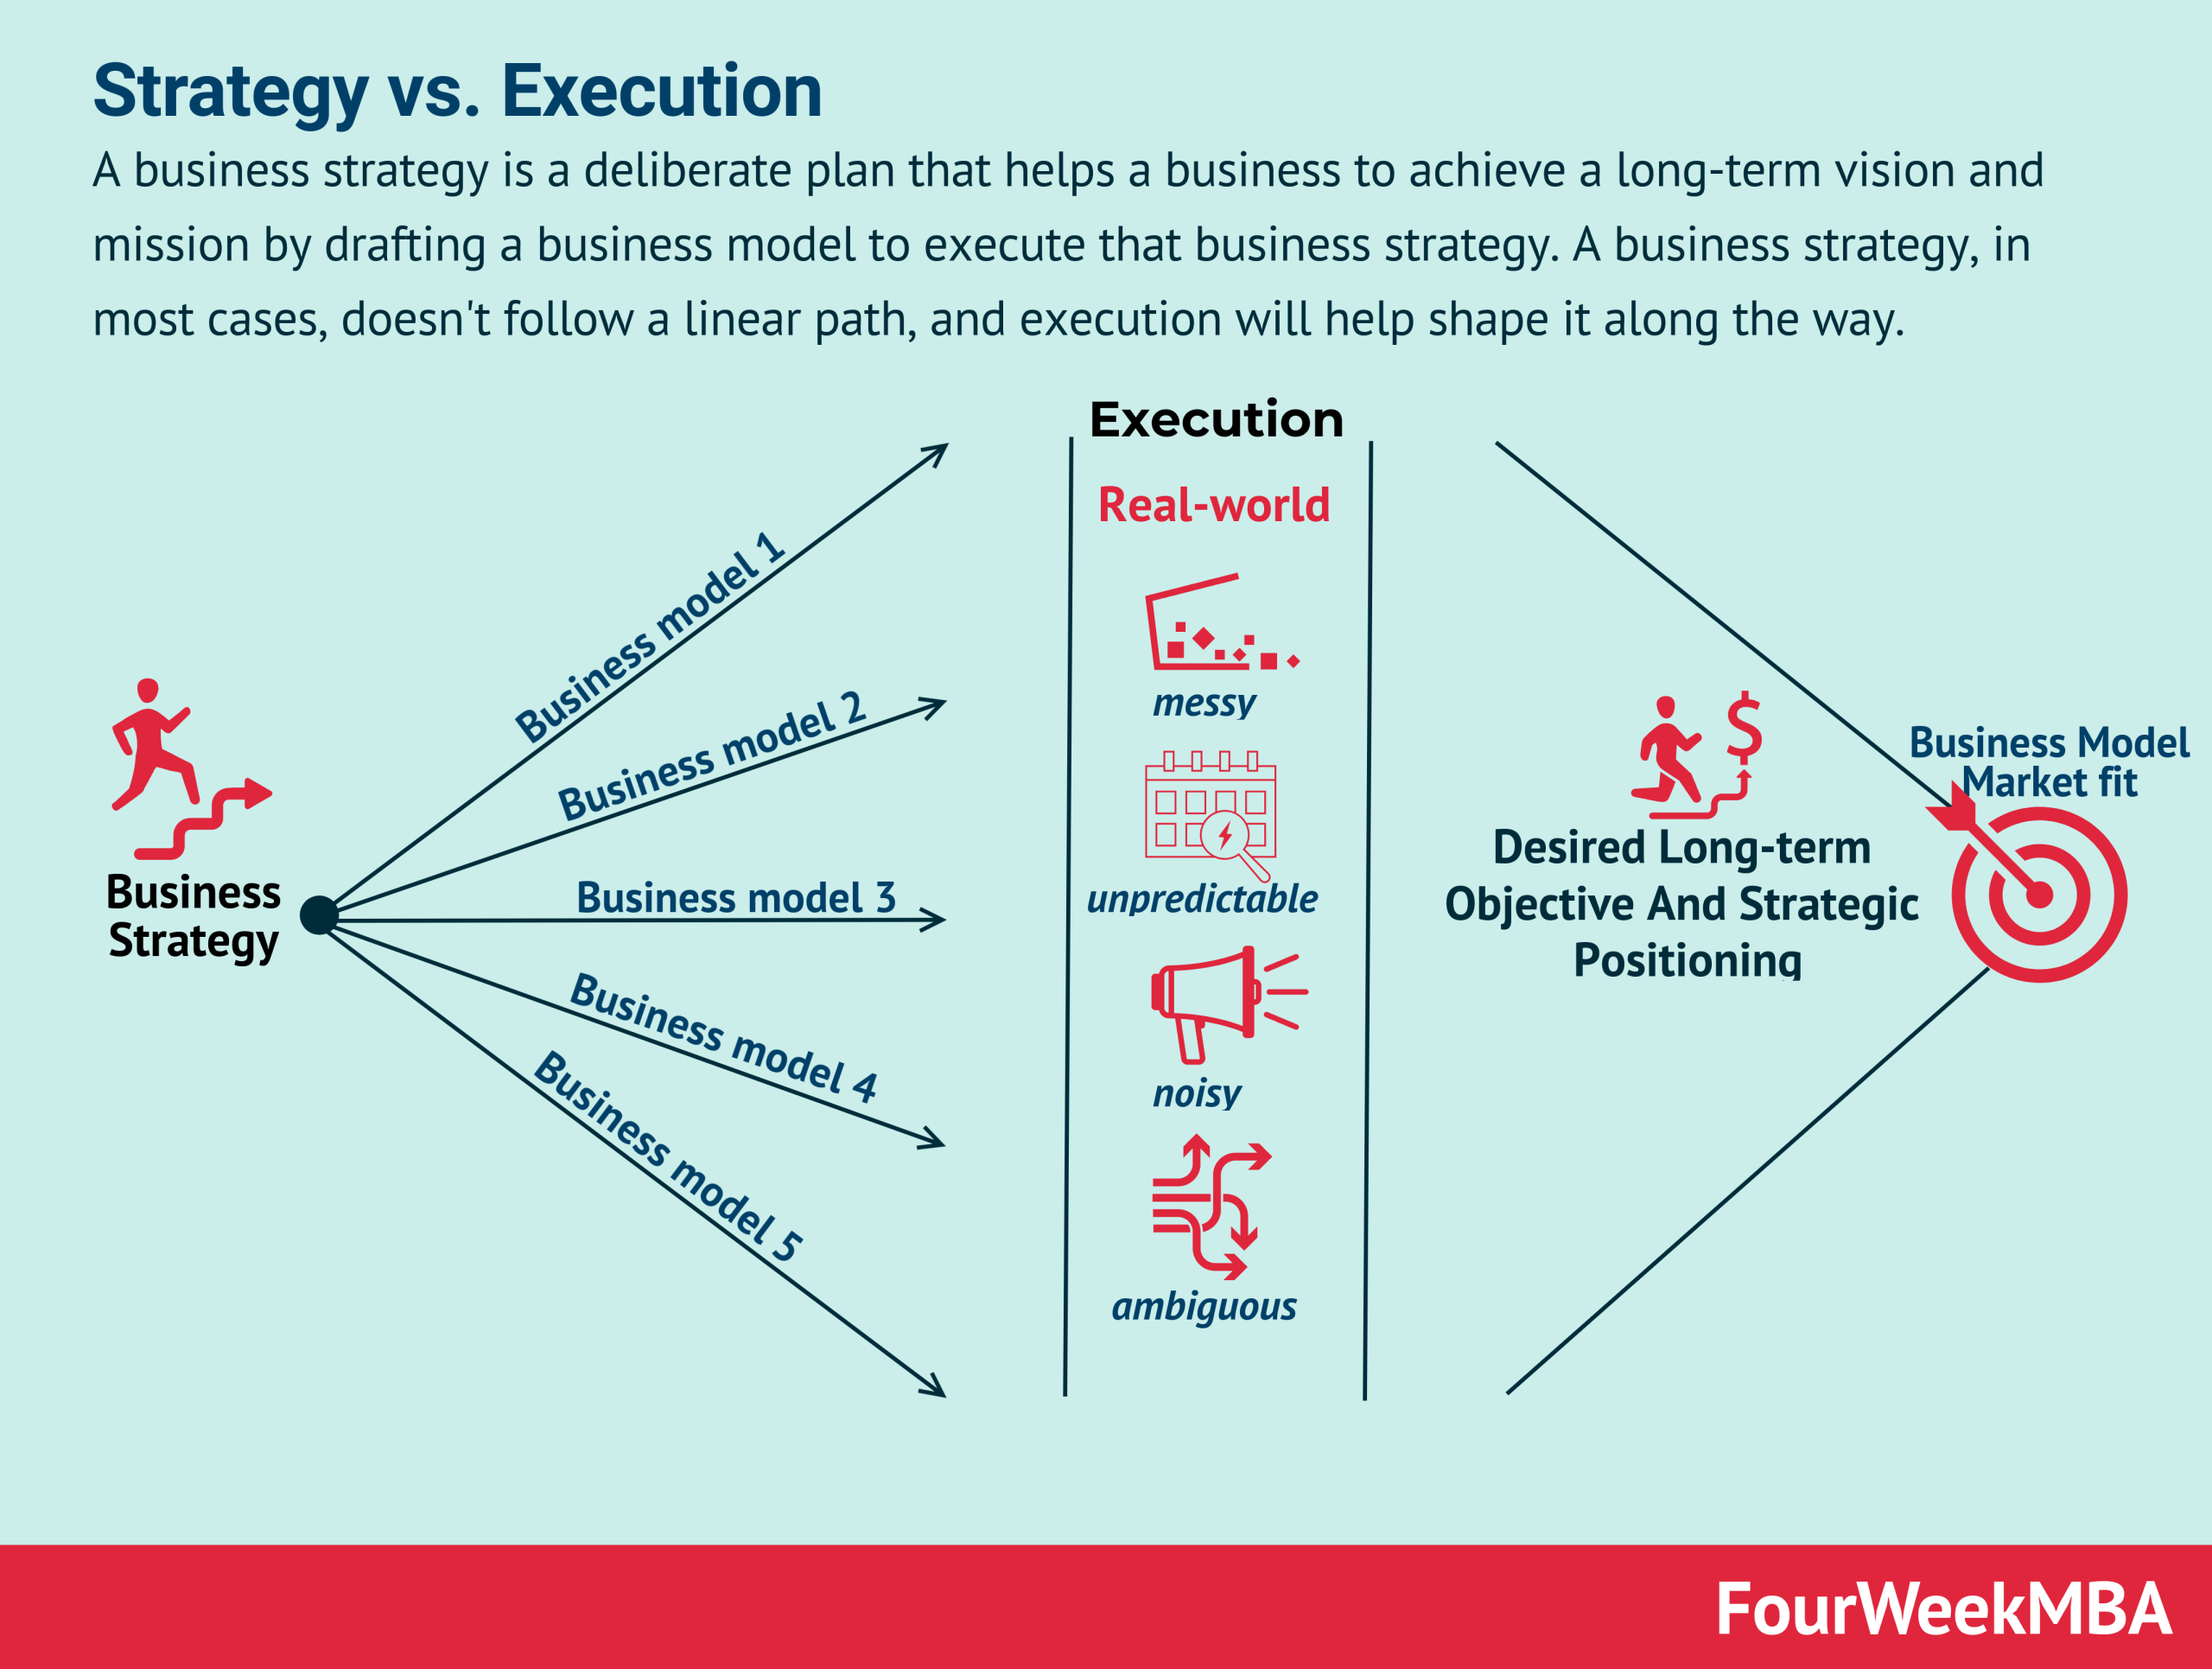 Strategy vs. Execution
A business strategy is a deliberate plan that helps a business to achieve a long-term vision and
mission by drafting a business model to execute that business strategy. A business strategy, in
most cases, doesn't follow a linear path, and execution will help shape it along the way.
Execution
Real-world
messy
unpredictable
noisy
ambiguous
Business
Strategy
Business model 1
Business model 2
Business model 3
Business model 4
Business model 5
Desired Long-term
Objective And Strategic
Positioning
Business Model
Market fit
FourWeekMBA